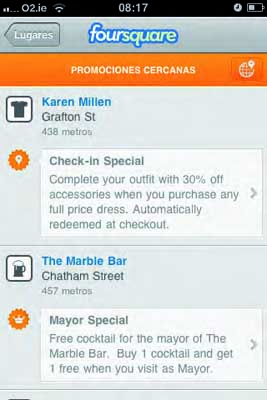 ... O2.ie 08:17
Lugares foursquare
PROMOCIONES CERCANAS
Karen Millen
Grafton St
438 metros
Check-in Special
Complete your outfit with 30% off
accessories when you purchase any
full price dress. Automatically
redeemed at checkout.
The Marble Bar
Chatham Street
457 metros
Mayor Special
Free cocktail for the mayor of The
Marble Bar. Buy 1 cocktail and get
1 free when you visit as Mayor.